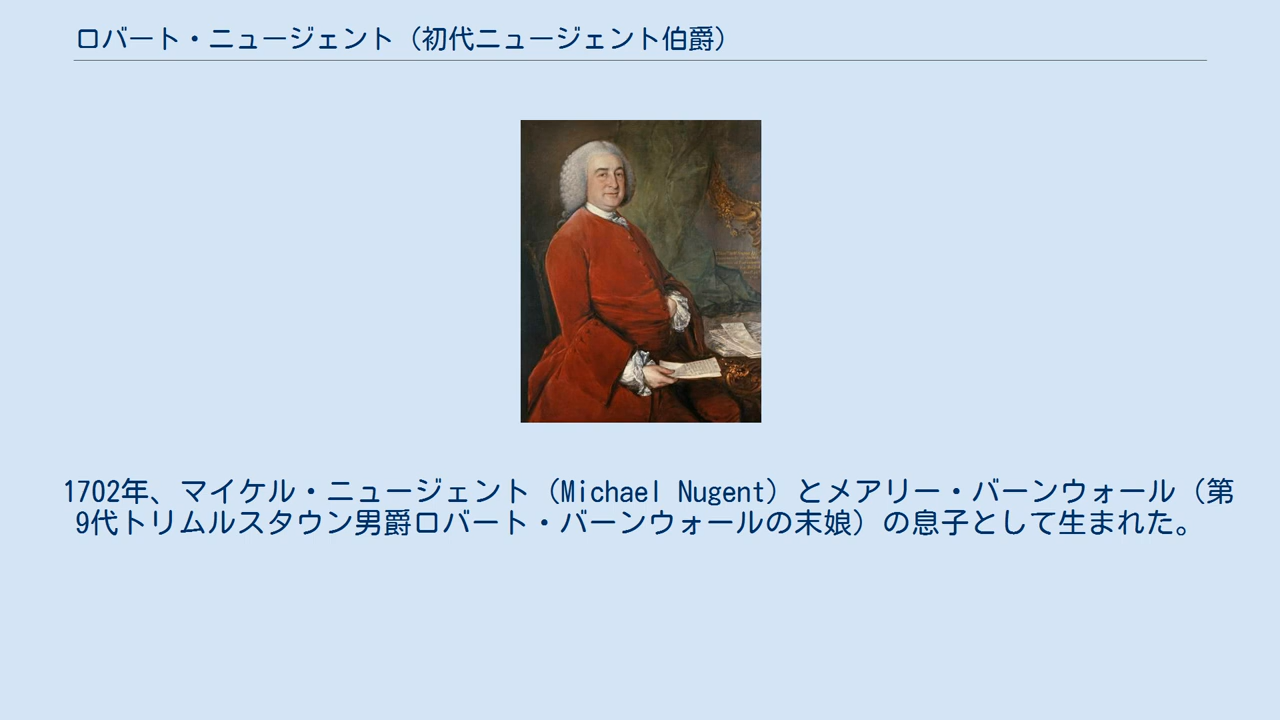 ロバート・ニュージェント（初代ニュージェント伯爵）
1702年、マイケル・ニュージェント（Michael Nugent）とメアリー・バーンウォール（第
9代トリムルスタウン男爵ロバート・バーンウォールの末娘）の息子として生まれた。